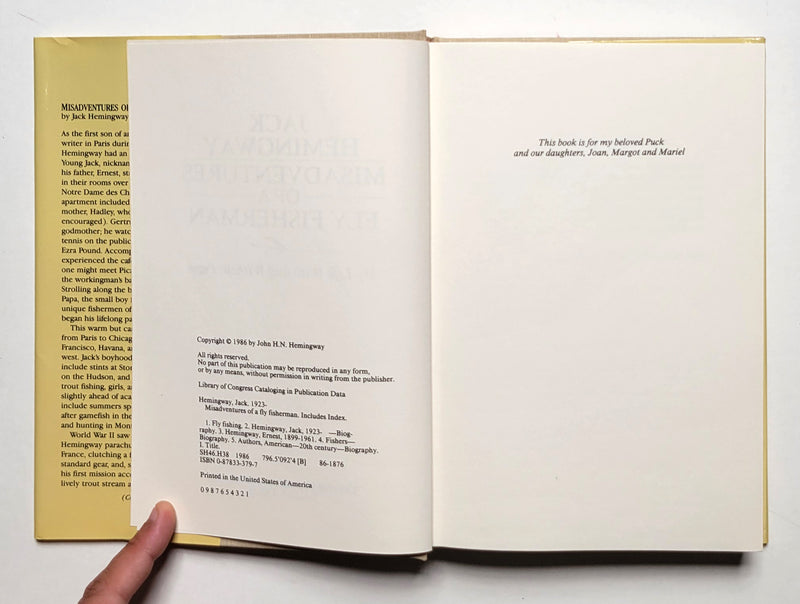 MISADVENTURES OF
by Jack Hemingway
As the first son of
writer in Paris duri
Hemingway had an
Young Jack, nicknan
his father, Ernest, st
in their rooms over
Notre Dame des Ch
apartment included
mother, Hadley, who
encouraged). Gertr
godmother; he watc
tennis on the public
Ezra Pound. Accomp
experienced the caf
one might meet Pica
the workingman's ba
Strolling along the b
Papa, the small boy
unique fishermen of
began his lifelong pa
This warm but ca
from Paris to Chicag
Francisco, Havana, a
west. Jack's boyhood
include stints at Stor
on the Hudson, and
trout fishing, girls, a
slightly ahead of aca
include summers sp
after gamefish in the
and hunting in Mon
World War II saw
Hemingway parachu
France, clutching a f
standard gear, and, s
his first mission acc
lively trout stream a
(C
JACK
HEMINGWAY
MISADVENTURES
OF A
FLY FISHERMAN
Copyright © 1986 by John H.N. Hemingway
All rights reserved.
No part of this publication may be reproduced in any form,
or by any means, without permission in writing from the publisher.
Library of Congress Cataloging in Publication Data
Hemingway, Jack. 1923-
Misadventures of a fly fisherman. Includes Index.
1. Fly fishing. 2. Hemingway, Jack, 1923- —Biog-
raphy. 3. Hemingway, Ernest, 1899-1961. 4. Fishers—
Biography. 5. Authors, American—20th century—Biography.
I. Title.
SH46.H38 1986 796.5'092'4 [B] 86-1876
ISBN 0-87833-379-7
Printed in the United States of America
0 9 8 7 6 5 4 3 2 1
This book is for my beloved Puck
and our daughters, Joan, Margot and Mariel